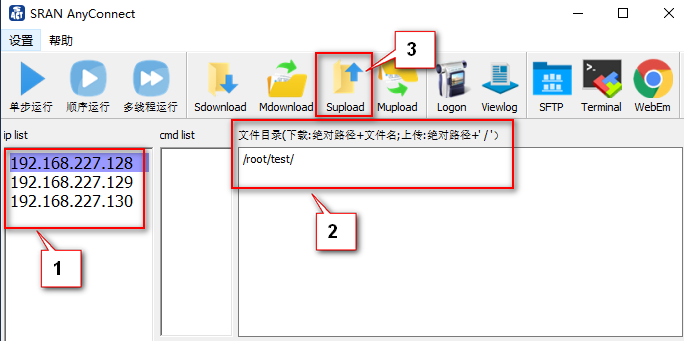 SRAN AnyConnect
设置 帮助
3
单步运行 顺序运行 多线程运行 Sdownload Mdownload Supload Mupload Logon Viewlog SFTP Terminal WebEm
ip list cmd list 文件目录(下载:绝对路径+文件名;上传:绝对路径+' / ')
192.168.227.128 /root/test/
192.168.227.129
192.168.227.130
2
1